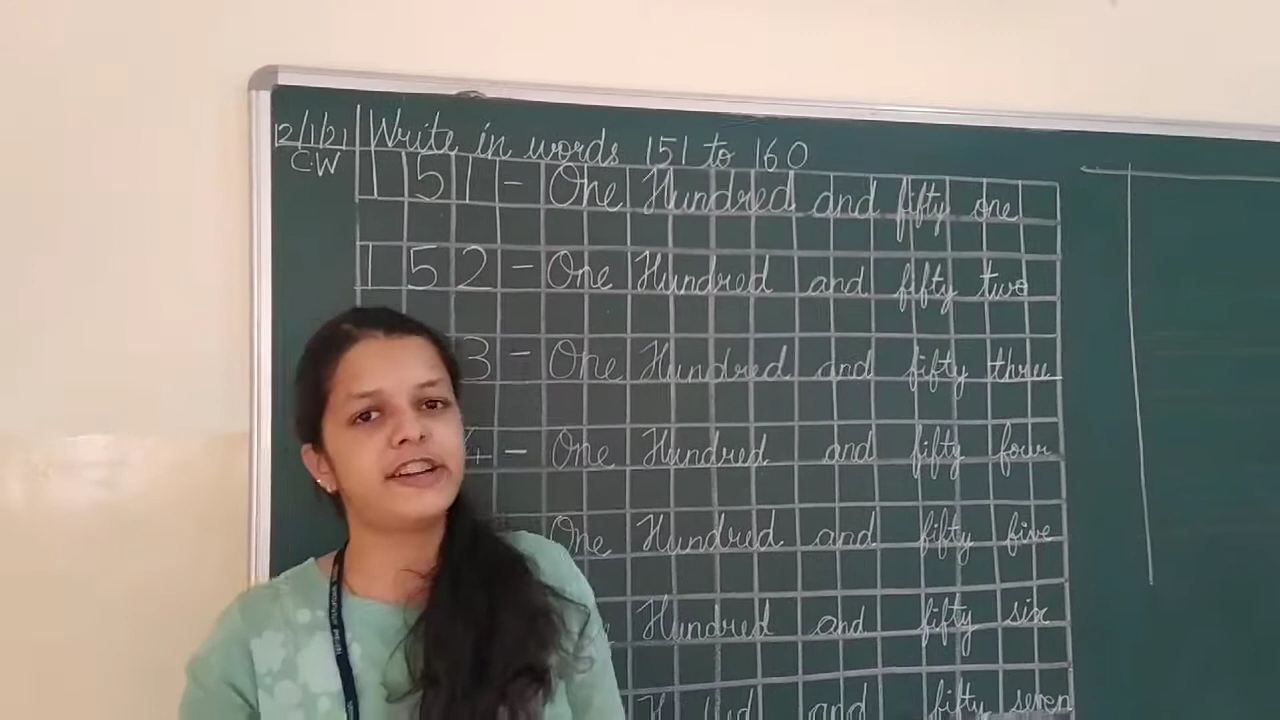 12/1/21
C.W
Write in words 151 to 160
151 - One Hundred and fifty one
152 - One Hundred and fifty two
3 - One Hundred and fifty three
4 - One Hundred and fifty four
One Hundred and fifty five
Hundred and fifty six
and fifty seven